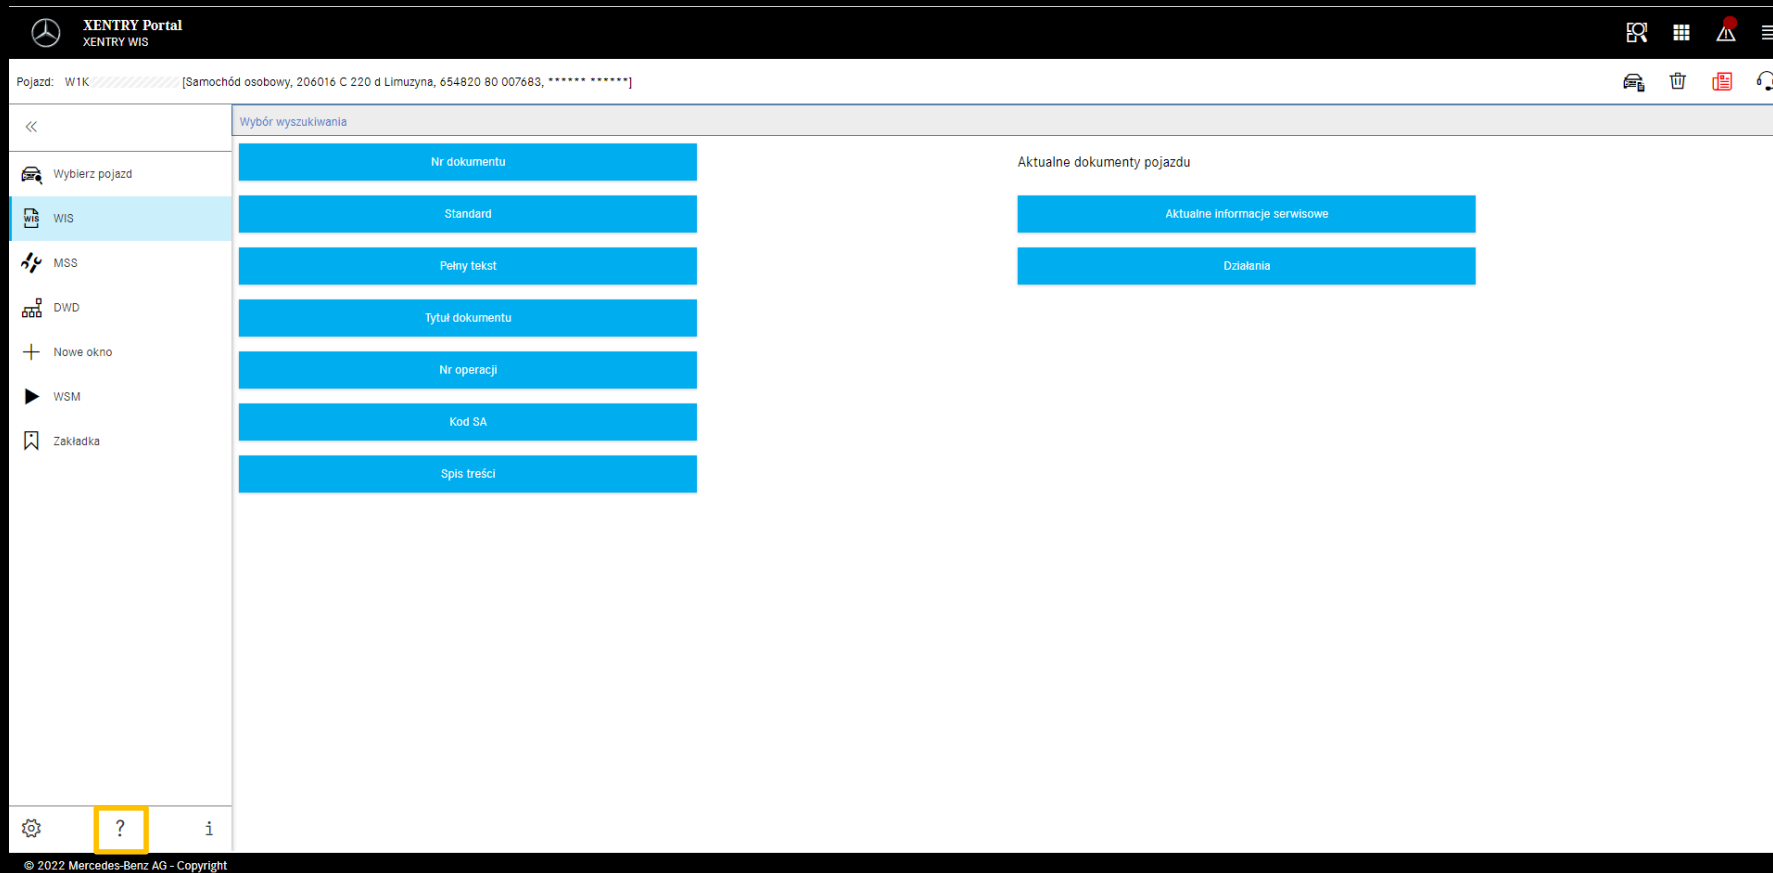 XENTRY Portal
XENTRY WIS
Pojazd: W1K [Samochód osobowy, 206016 C 220 d Limuzyna, 654820 80 007683, ****** ******]
Wybór wyszukiwania
Wybierz pojazd
WIS
MSS
DWD
Nowe okno
WSM
Zakładka
Nr dokumentu
Standard
Pełny tekst
Tytuł dokumentu
Nr operacji
Kod SA
Spis treści
Aktualne dokumenty pojazdu
Aktualne informacje serwisowe
Działania
? i
© 2022 Mercedes-Benz AG - Copyright